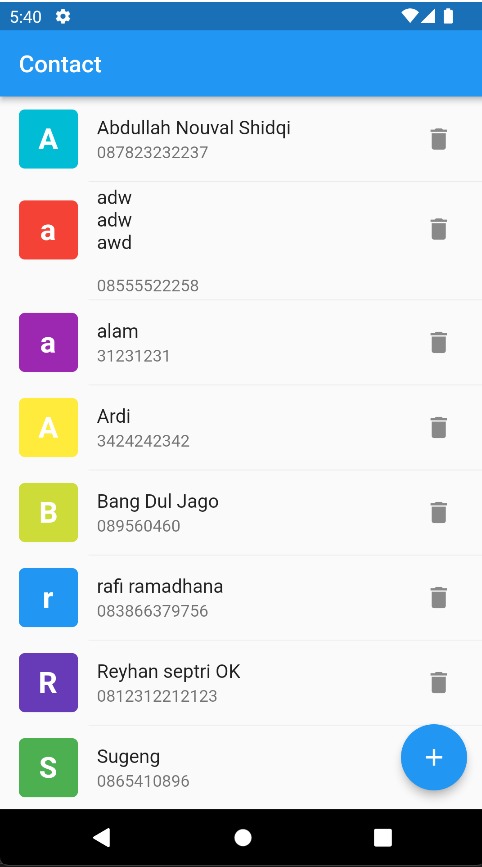 5:40
Contact
A
Abdullah Nouval Shidqi
087823232237
a
adw
adw
awd
08555522258
a
alam
31231231
A
Ardi
3424242342
B
Bang Dul Jago
089560460
r
rafi ramadhana
083866379756
R
Reyhan septri OK
0812312212123
S
Sugeng
0865410896
+